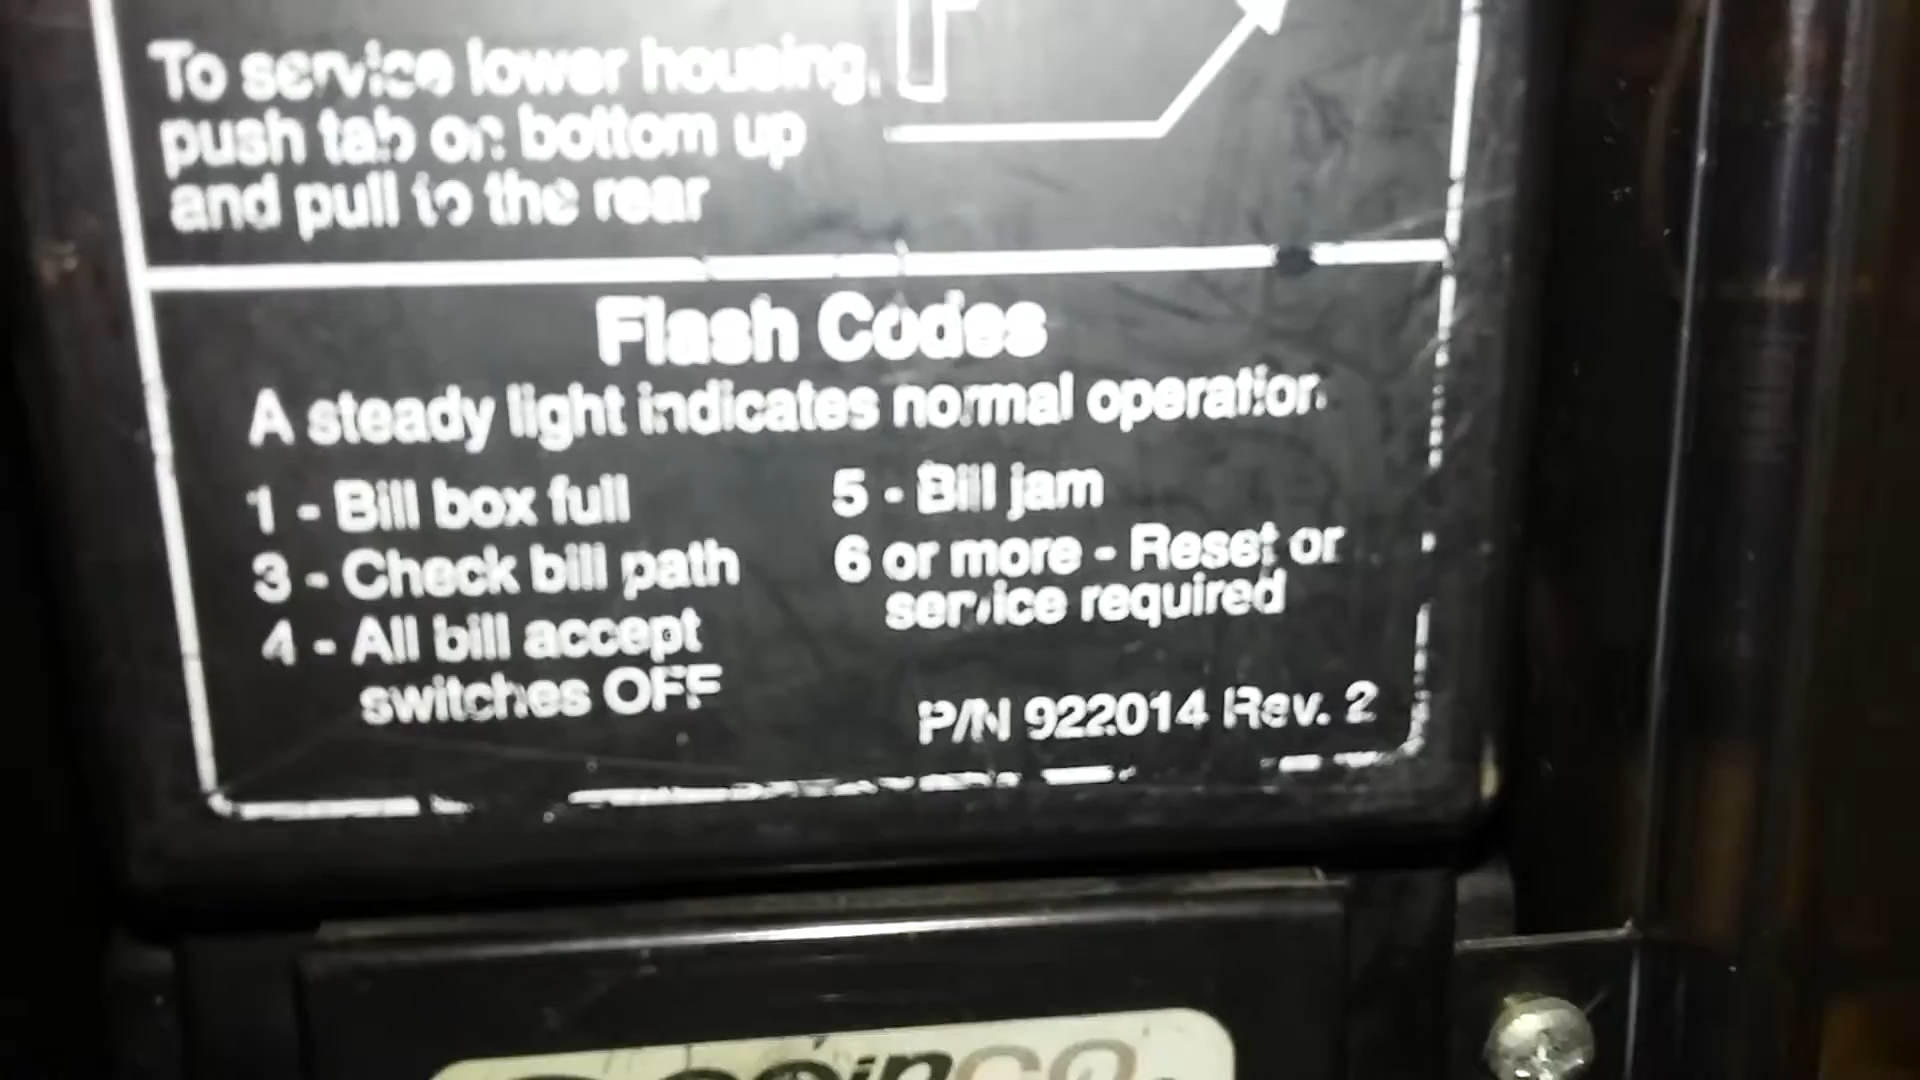 To service lower housing,
push tab on bottom up
and pull to the rear
Flash Codes
A steady light indicates normal operation.
1 - Bill box full
3 - Check bill path
4 - All bill accept
switches OFF
5 - Bill jam
6 or more - Reset or
service required
P/N 922014 Rev. 2
coinco